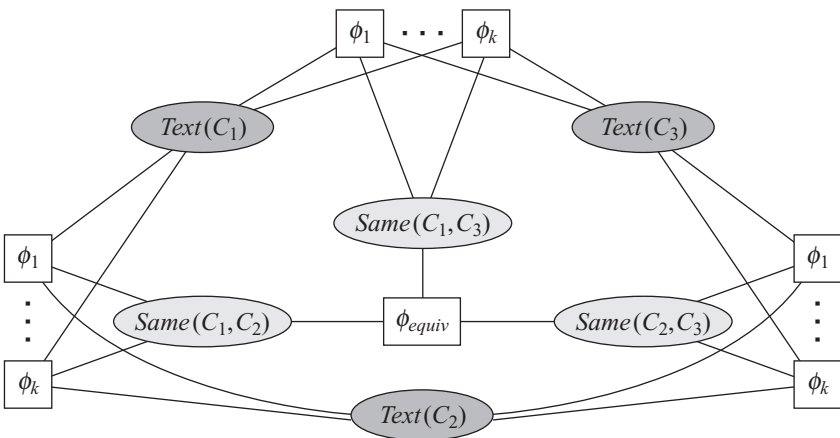 ϕ₁ ⋯ ϕₖ
Text(C₁) Text(C₃)
Same(C₁,C₃)
ϕ₁ ϕ₁
⋮ ⋮
Same(C₁,C₂) ϕequiv Same(C₂,C₃)
ϕₖ ϕₖ
Text(C₂)